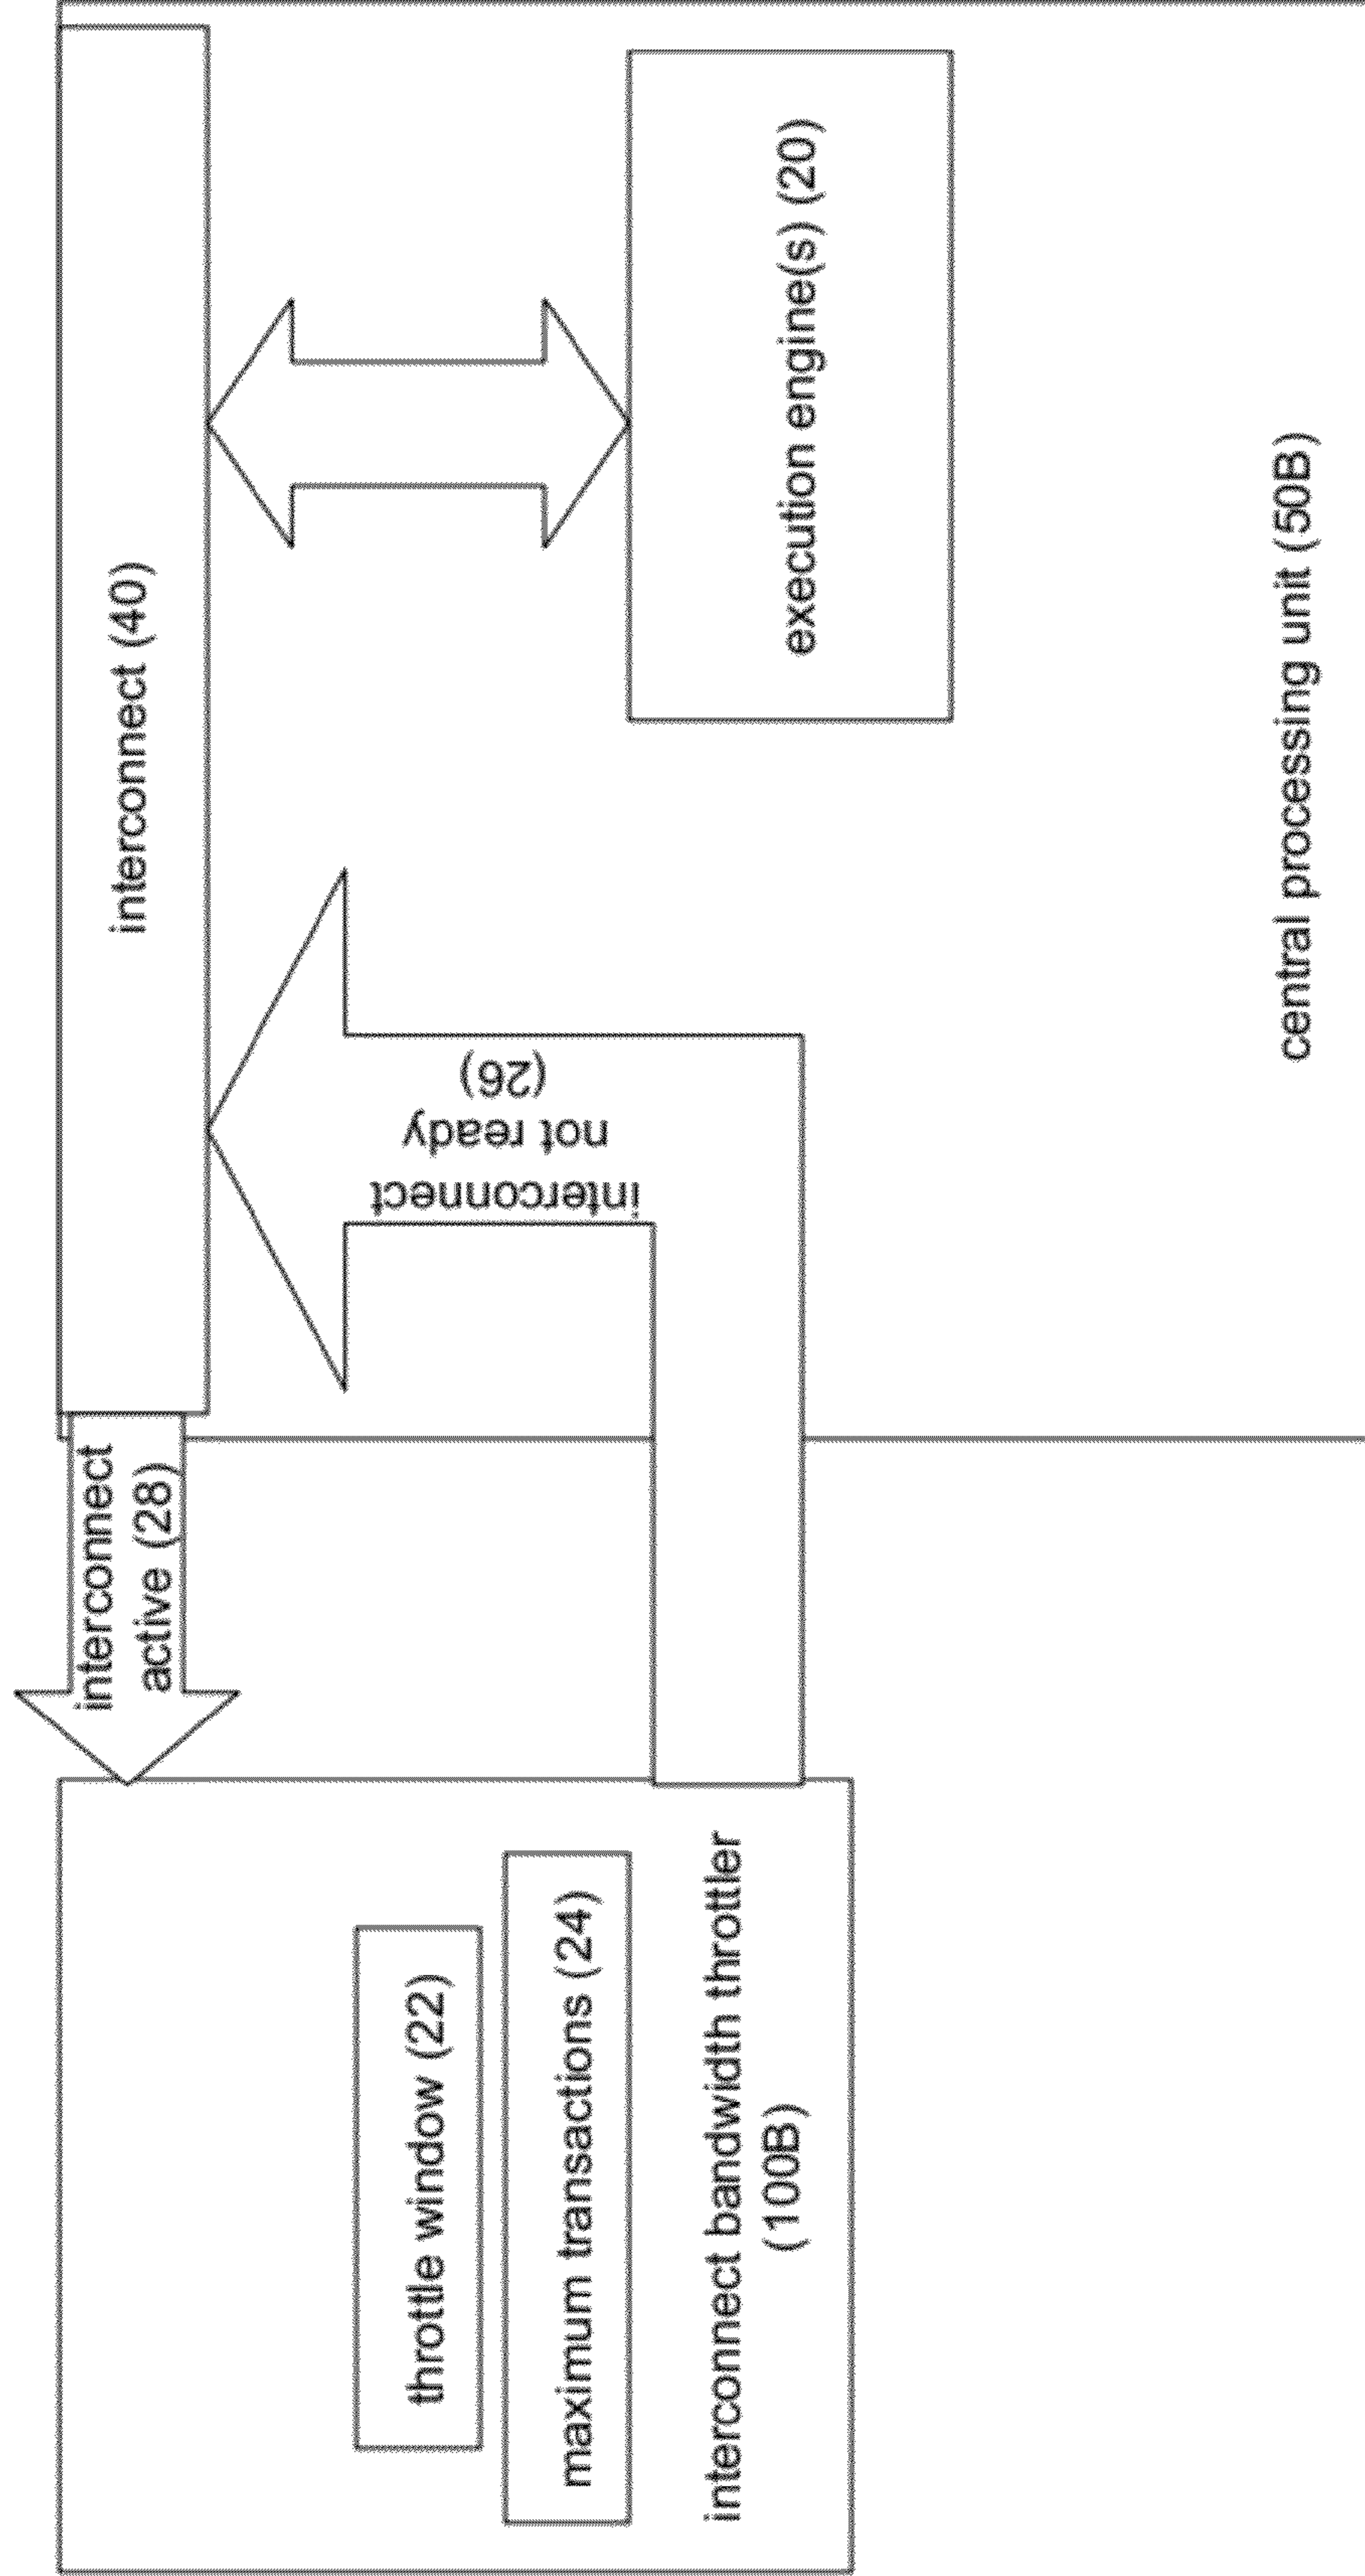 interconnect (40)
execution engine(s) (20)
central processing unit (50B)
interconnect
not ready
(26)
interconnect
active (28)
throttle window (22)
maximum transactions (24)
interconnect bandwidth throttler
(100B)